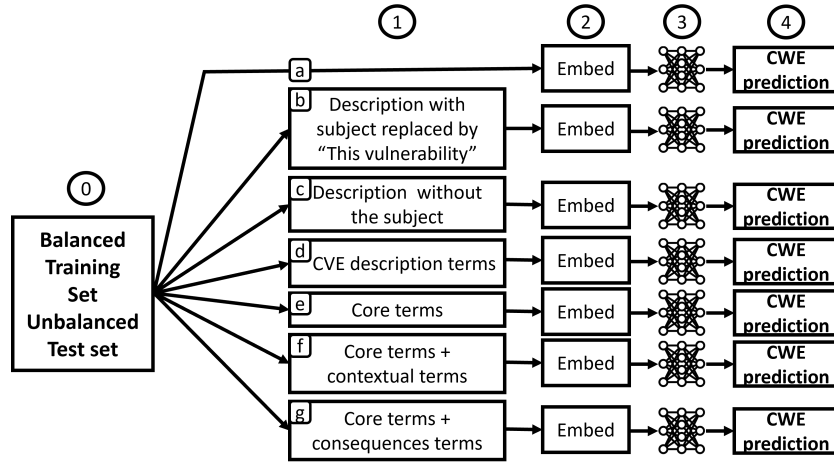 1
2
3
4
a
Embed
CWE
prediction
b
Description with
subject replaced by
“This vulnerability”
Embed
CWE
prediction
0
c
Description without
the subject
Embed
CWE
prediction
Balanced
Training
Set
Unbalanced
Test set
d
CVE description terms
Embed
CWE
prediction
e
Core terms
Embed
CWE
prediction
f
Core terms +
contextual terms
Embed
CWE
prediction
g
Core terms +
consequences terms
Embed
CWE
prediction